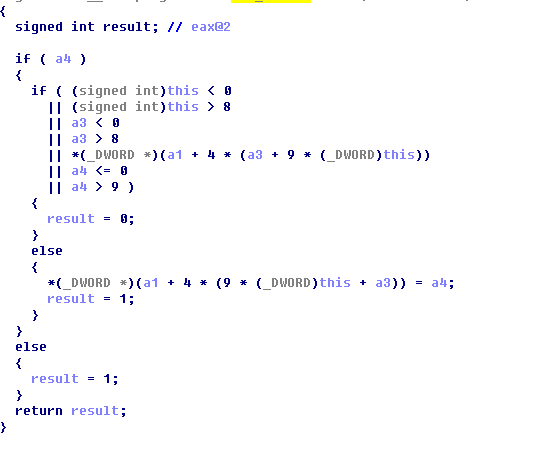 {
  signed int result; // eax@2

  if ( a4 )
  {
    if ( (signed int)this < 0
      || (signed int)this > 8
      || a3 < 0
      || a3 > 8
      || *(_DWORD *)(a1 + 4 * (a3 + 9 * (_DWORD)this))
      || a4 <= 0
      || a4 > 9 )
    {
      result = 0;
    }
    else
    {
      *(_DWORD *)(a1 + 4 * (9 * (_DWORD)this + a3)) = a4;
      result = 1;
    }
  }
  else
  {
    result = 1;
  }
  return result;
}